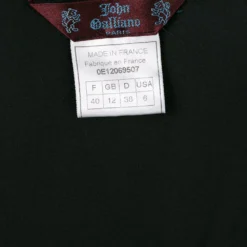 John
Galliano
PARIS
MADE IN FRANCE
Fabriqué en France
0E12069507
F GB D USA
40 12 38 8